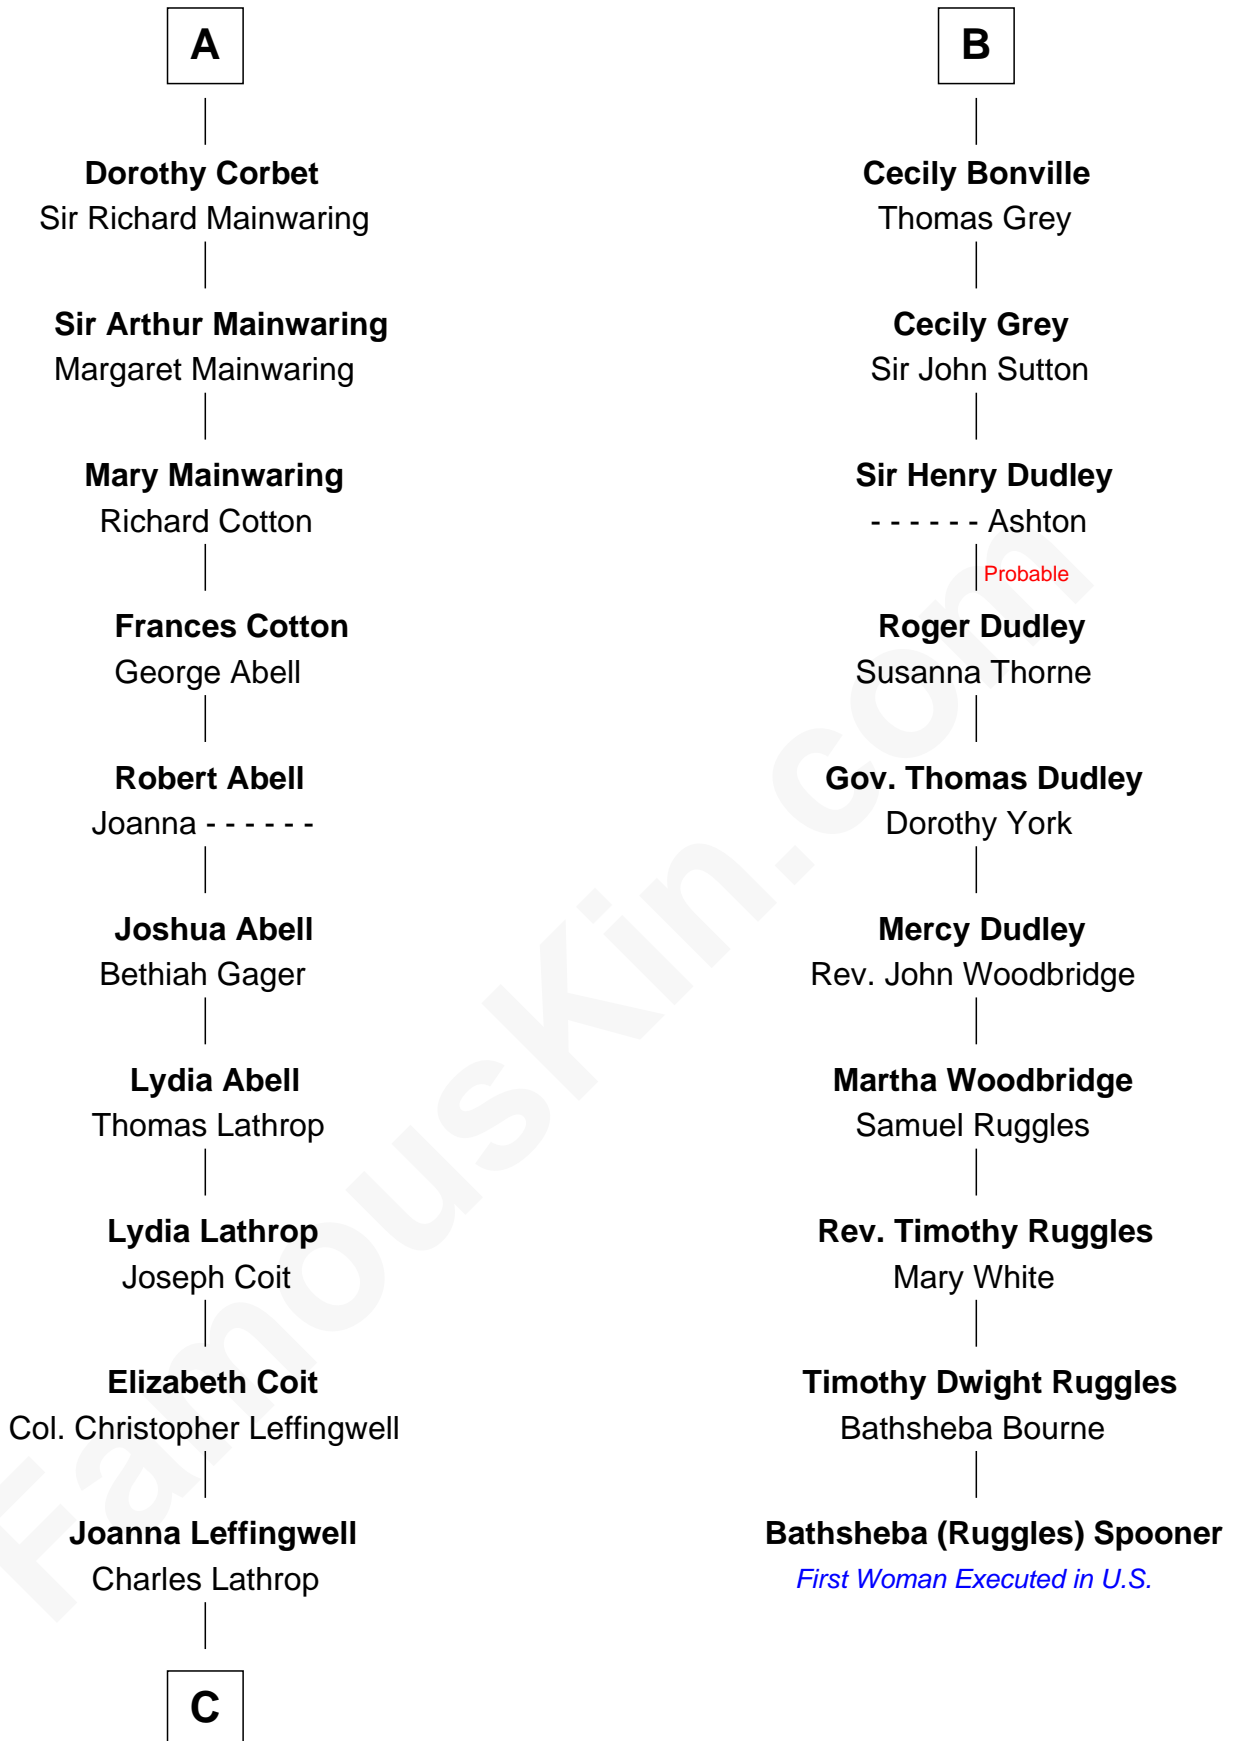 A
Dorothy Corbet
Sir Richard Mainwaring
Sir Arthur Mainwaring
Margaret Mainwaring
Mary Mainwaring
Richard Cotton
Frances Cotton
George Abell
Robert Abell
Joanna - - - - - -
Joshua Abell
Bethiah Gager
Lydia Abell
Thomas Lathrop
Lydia Lathrop
Joseph Coit
Elizabeth Coit
Col. Christopher Leffingwell
Joanna Leffingwell
Charles Lathrop
C
B
Cecily Bonville
Thomas Grey
Cecily Grey
Sir John Sutton
Sir Henry Dudley
- - - - - - Ashton
Probable
Roger Dudley
Susanna Thorne
Gov. Thomas Dudley
Dorothy York
Mercy Dudley
Rev. John Woodbridge
Martha Woodbridge
Samuel Ruggles
Rev. Timothy Ruggles
Mary White
Timothy Dwight Ruggles
Bathsheba Bourne
Bathsheba (Ruggles) Spooner
First Woman Executed in U.S.
FamousKin.com